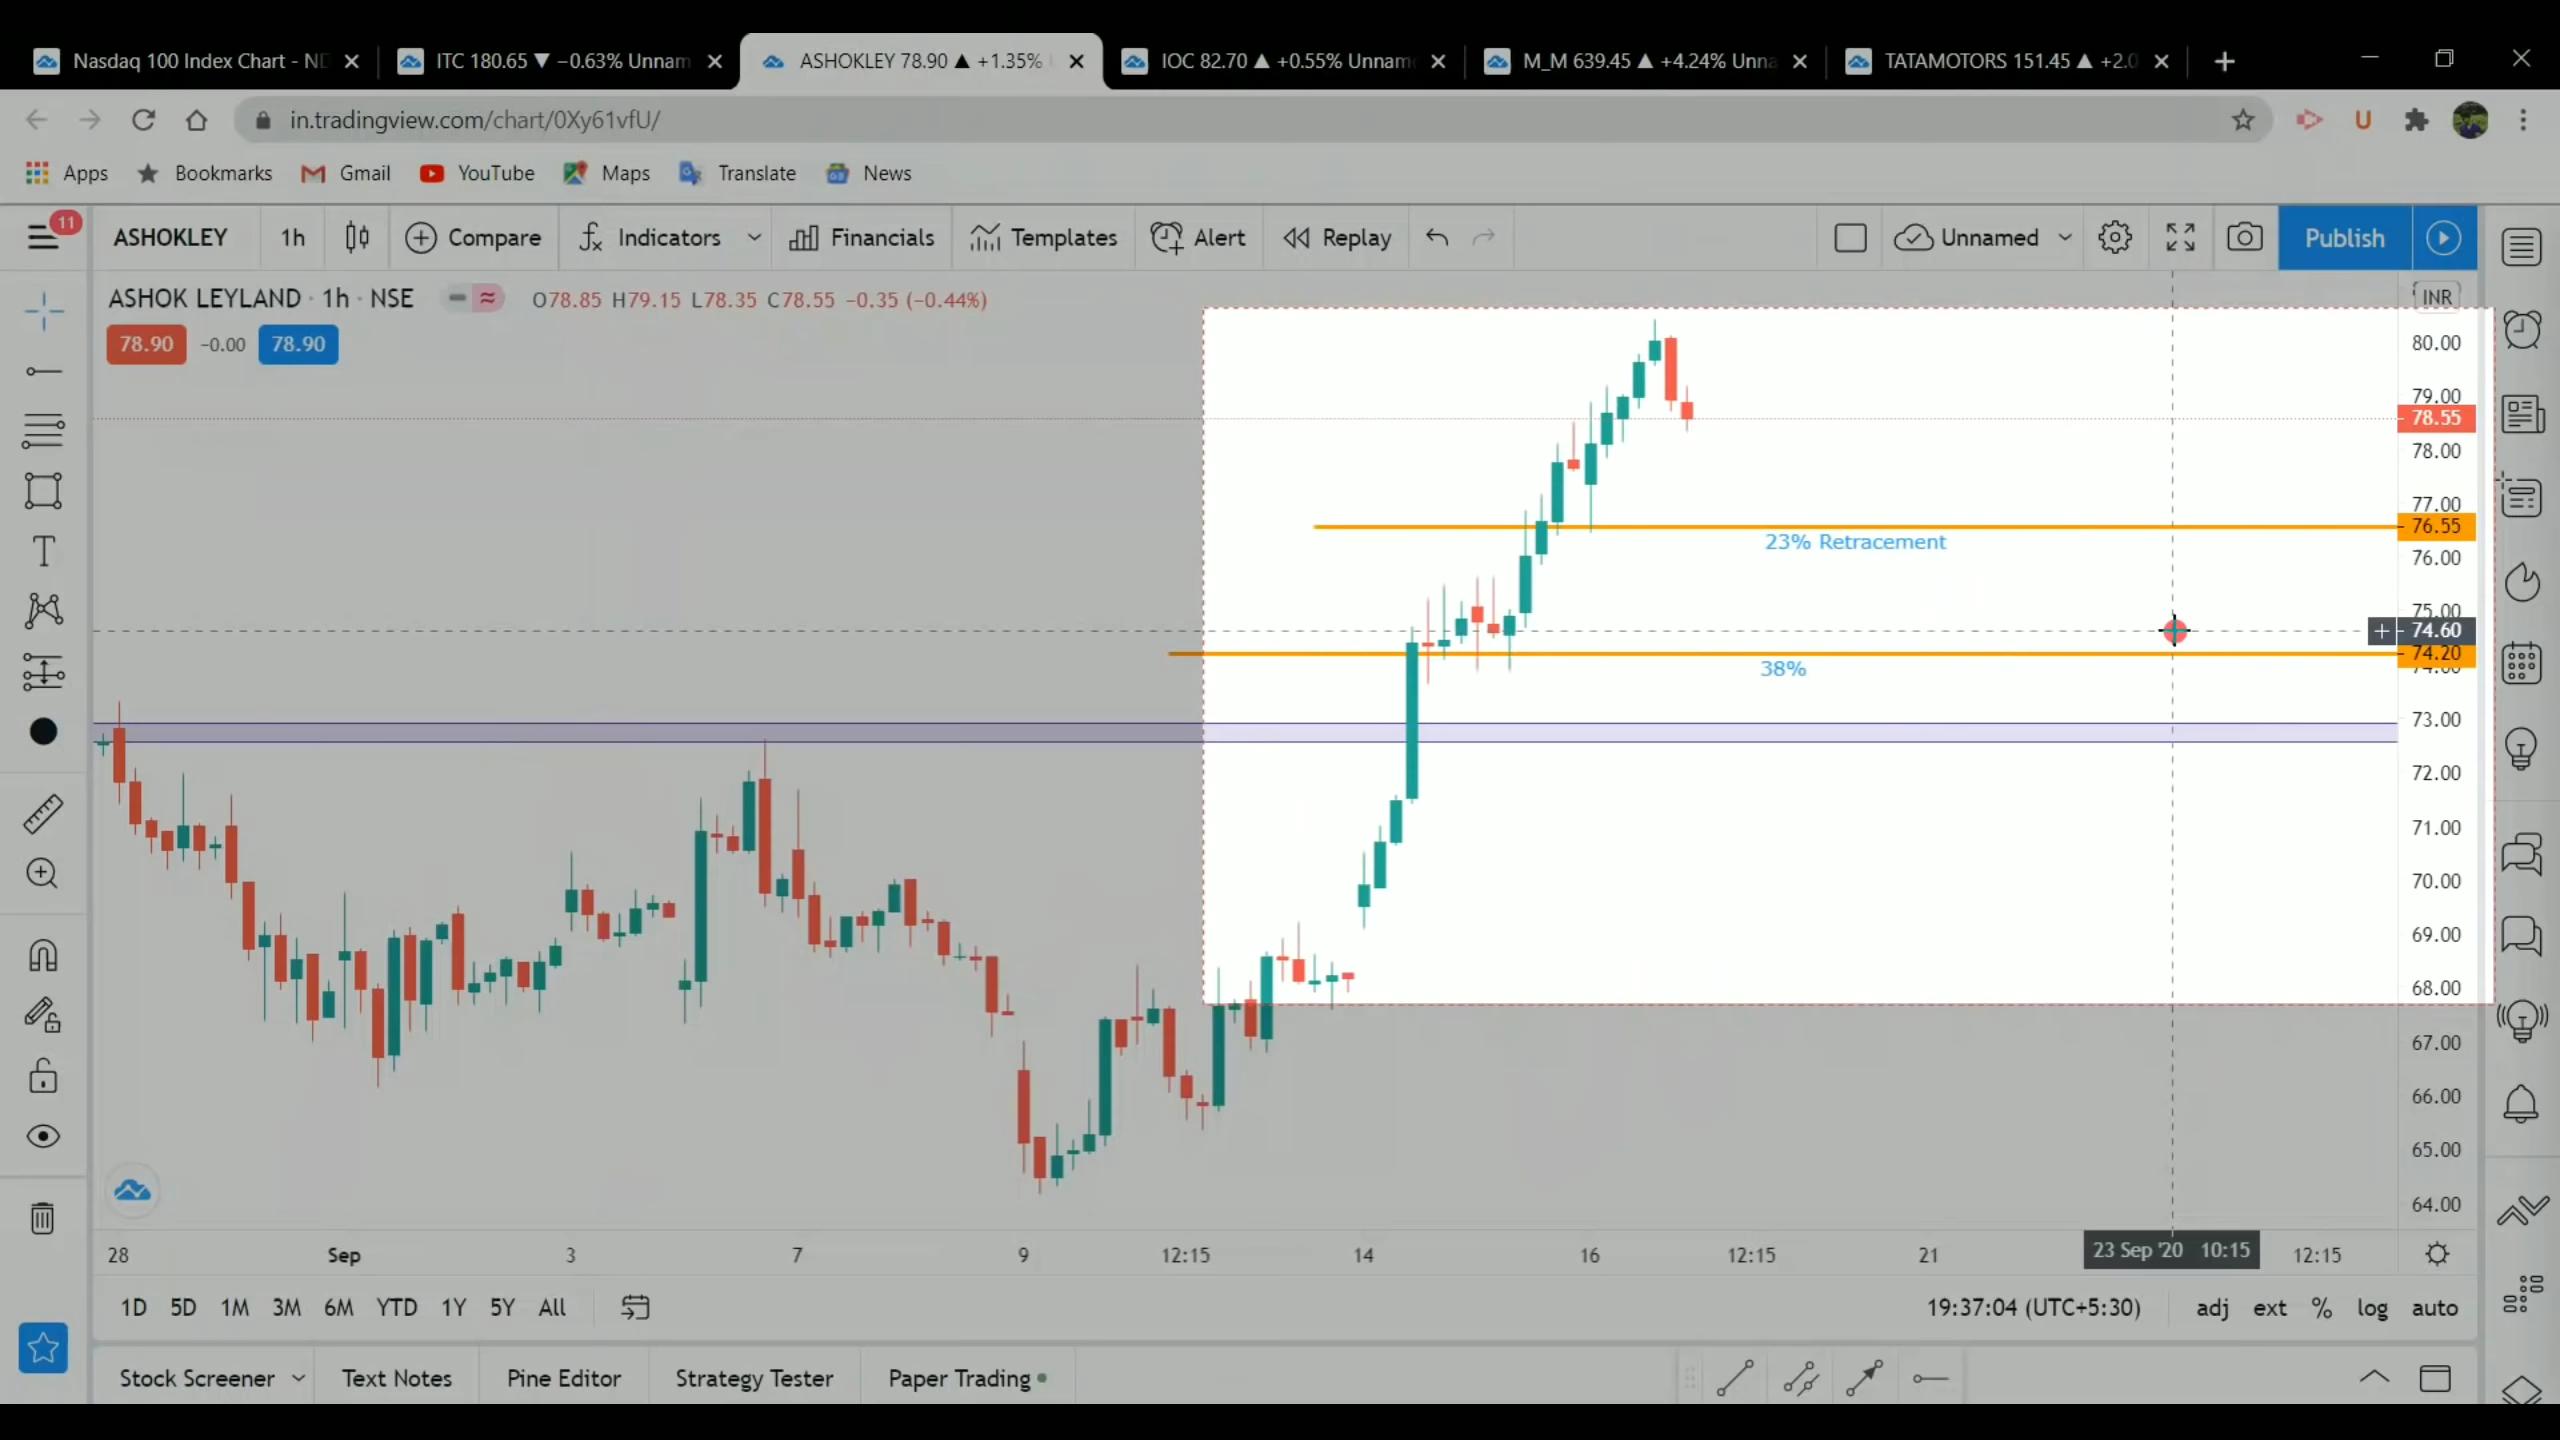 Nasdaq 100 Index Chart - ND
ITC 180.65 ▼ −0.63% Unnam
ASHOKLEY 78.90 ▲ +1.35%
IOC 82.70 ▲ +0.55% Unnam
M_M 639.45 ▲ +4.24% Unna
TATAMOTORS 151.45 ▲ +2.0
in.tradingview.com/chart/0Xy61vfU/
Apps Bookmarks Gmail YouTube Maps Translate News
11
ASHOKLEY 1h Compare Indicators Financials Templates Alert Replay Unnamed Publish
ASHOK LEYLAND · 1h · NSE O78.85 H79.15 L78.35 C78.55 −0.35 (−0.44%)
INR
78.90 −0.00 78.90
80.00
79.00
78.55
78.00
77.00
76.55
23% Retracement
76.00
75.00
74.60
74.20
38%
74.00
73.00
72.00
71.00
70.00
69.00
68.00
67.00
66.00
65.00
64.00
28 Sep 3 7 9 12:15 14 16 12:15 21 23 Sep '20 10:15 12:15
1D 5D 1M 3M 6M YTD 1Y 5Y All 19:37:04 (UTC+5:30) adj ext % log auto
Stock Screener Text Notes Pine Editor Strategy Tester Paper Trading